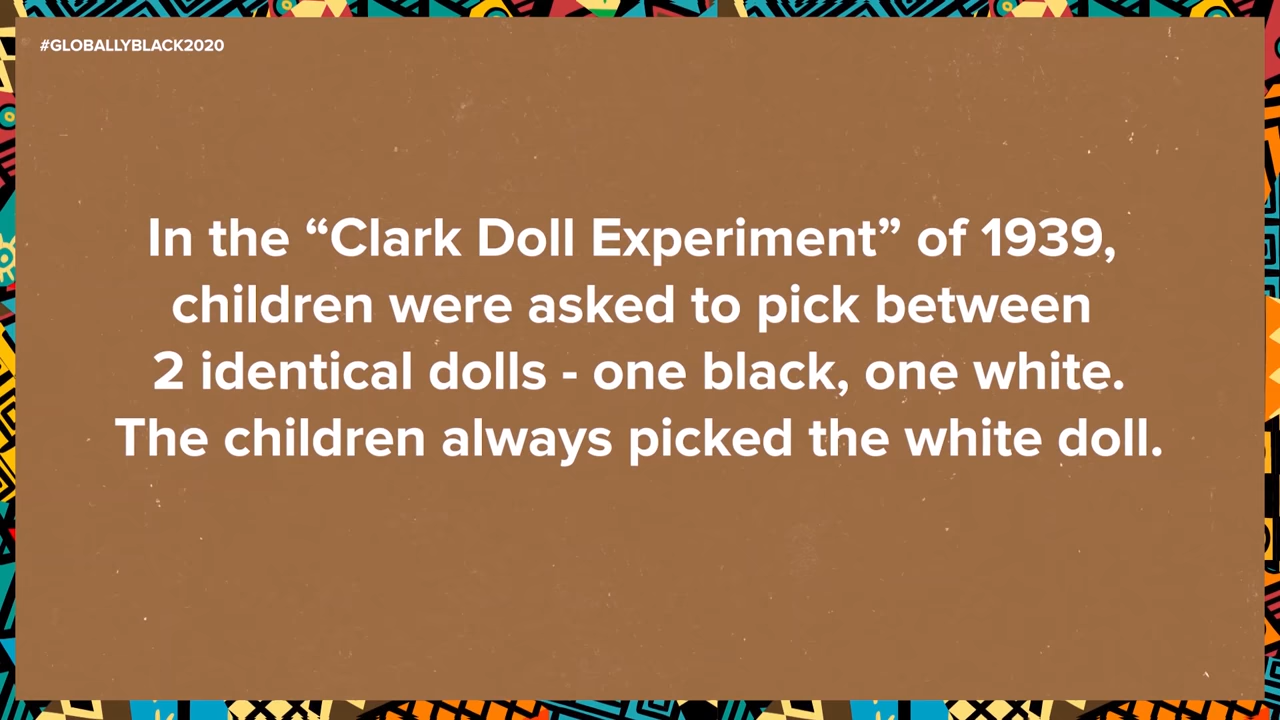 #GLOBALLYBLACK2020
In the “Clark Doll Experiment” of 1939,
children were asked to pick between
2 identical dolls - one black, one white.
The children always picked the white doll.